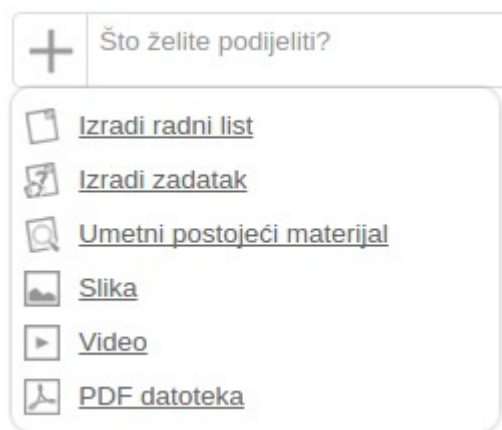 Što želite podijeliti?
Izradi radni list
Izradi zadatak
Umetni postojeći materijal
Slika
Video
PDF datoteka